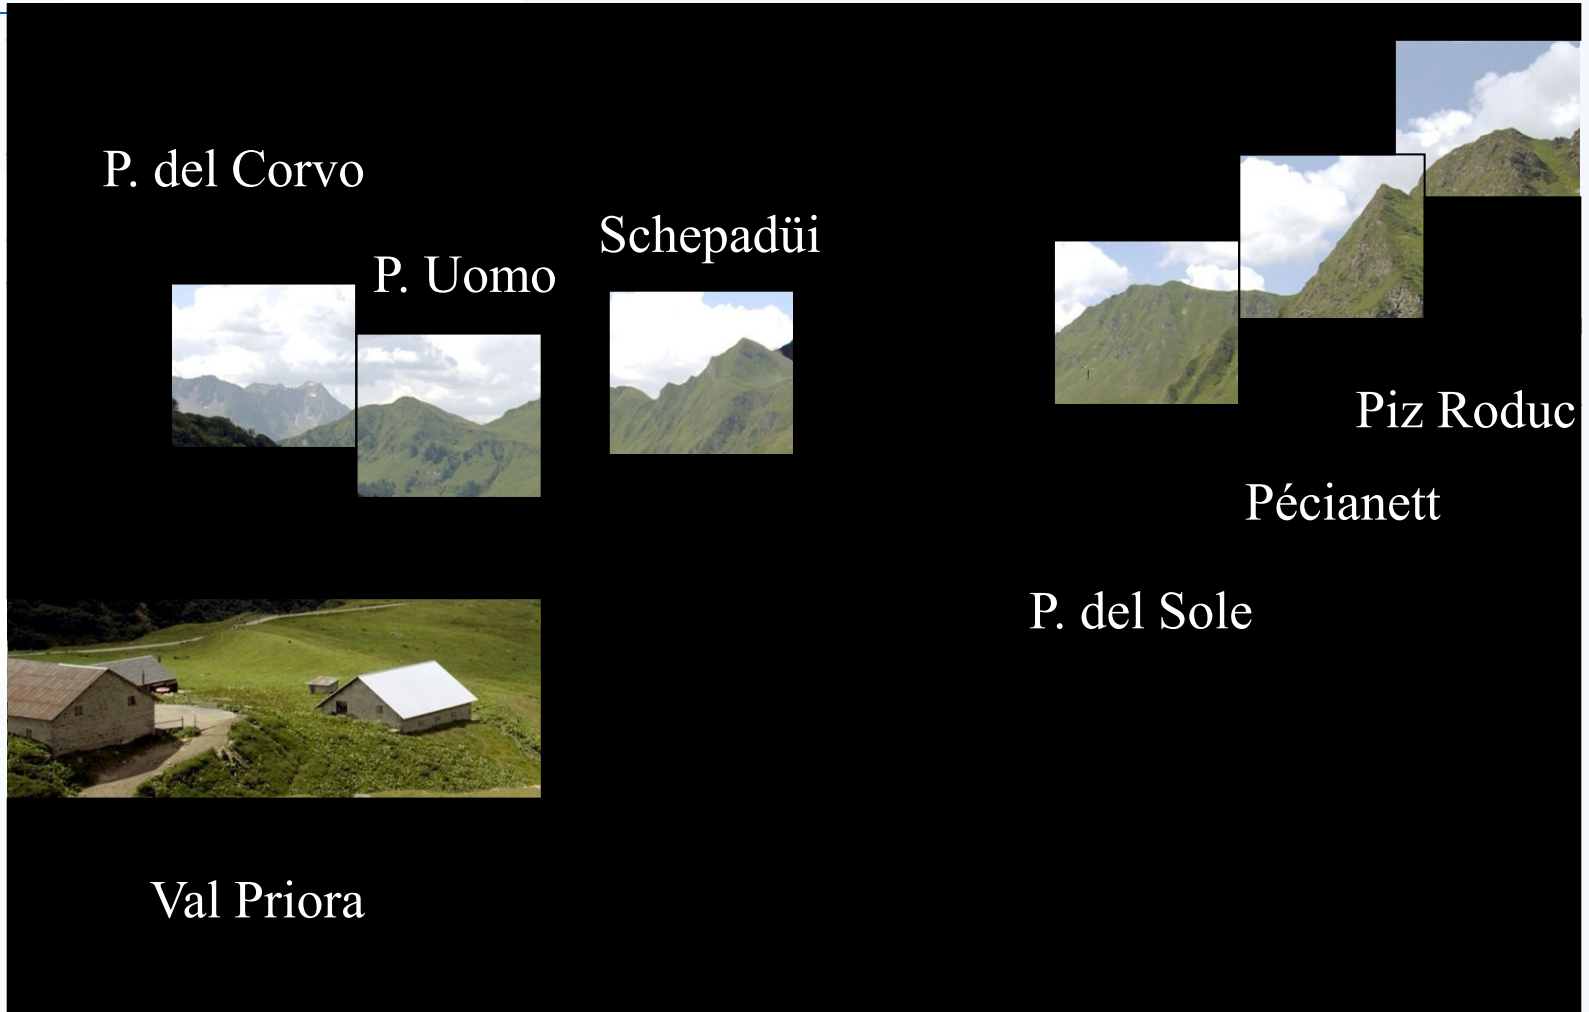 P. del Corvo
Schepadüi
P. Uomo
Piz Roduc
Pécianett
P. del Sole
Val Priora